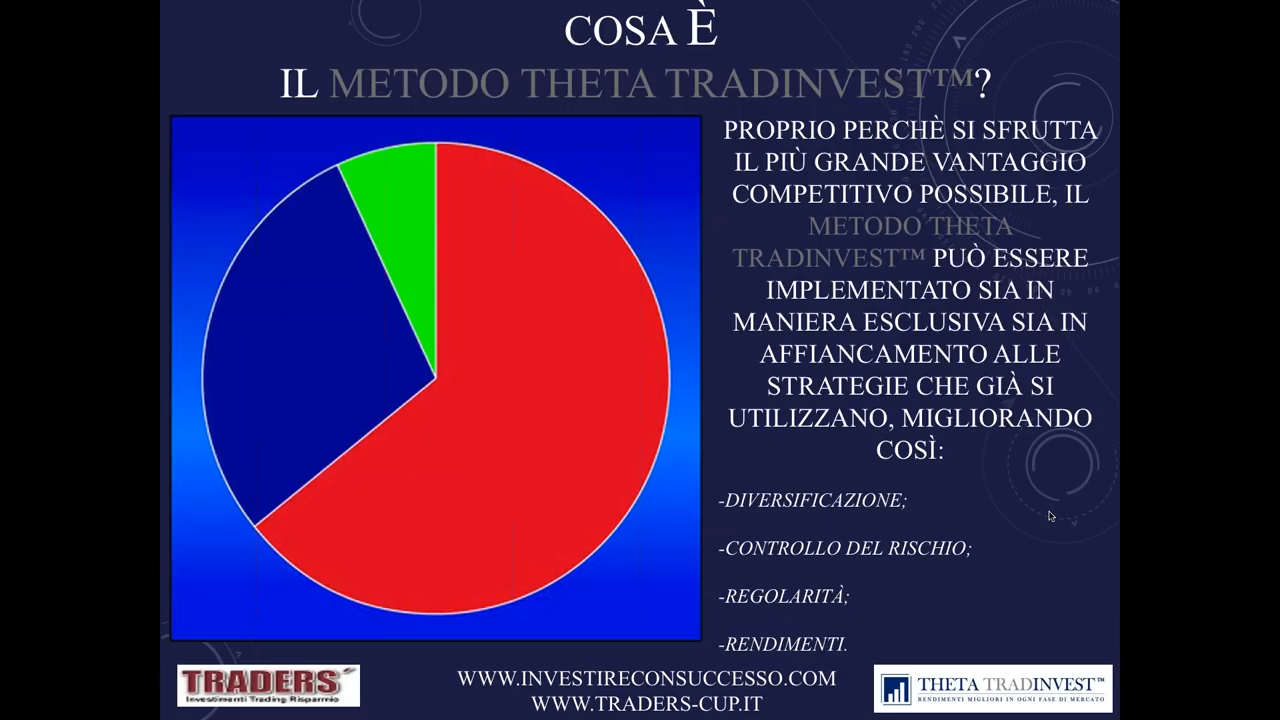 COSA È
IL METODO THETA TRADINVEST™?
PROPRIO PERCHÈ SI SFRUTTA
IL PIÙ GRANDE VANTAGGIO
COMPETITIVO POSSIBILE, IL
METODO THETA
TRADINVEST™ PUÒ ESSERE
IMPLEMENTATO SIA IN
MANIERA ESCLUSIVA SIA IN
AFFIANCAMENTO ALLE
STRATEGIE CHE GIÀ SI
UTILIZZANO, MIGLIORANDO
COSÌ:
-DIVERSIFICAZIONE;
-CONTROLLO DEL RISCHIO;
-REGOLARITÀ;
-RENDIMENTI.
TRADERS´
Investimenti Trading Risparmio
WWW.INVESTIRECONSUCCESSO.COM
WWW.TRADERS-CUP.IT
THETA TRADINVEST™
RENDIMENTI MIGLIORI IN OGNI FASE DI MERCATO